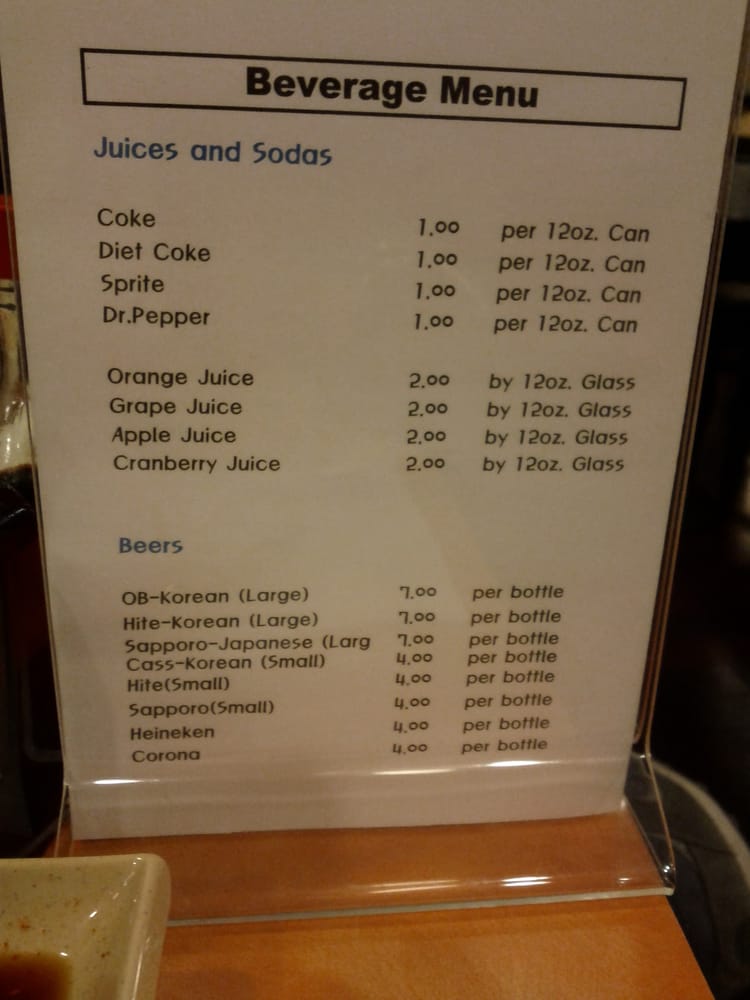 Beverage Menu
Juices and Sodas
Coke 1.00 per 12oz. Can
Diet Coke 1.00 per 12oz. Can
Sprite 1.00 per 12oz. Can
Dr.Pepper 1.00 per 12oz. Can
Orange Juice 2.00 by 12oz. Glass
Grape Juice 2.00 by 12oz. Glass
Apple Juice 2.00 by 12oz. Glass
Cranberry Juice 2.00 by 12oz. Glass
Beers
OB-Korean (Large) 7.00 per bottle
Hite-Korean (Large) 7.00 per bottle
Sapporo-Japanese (Larg 7.00 per bottle
Cass-Korean (Small) 4.00 per bottle
Hite(Small) 4.00 per bottle
Sapporo(Small) 4.00 per bottle
Heineken 4.00 per bottle
Corona 4.00 per bottle